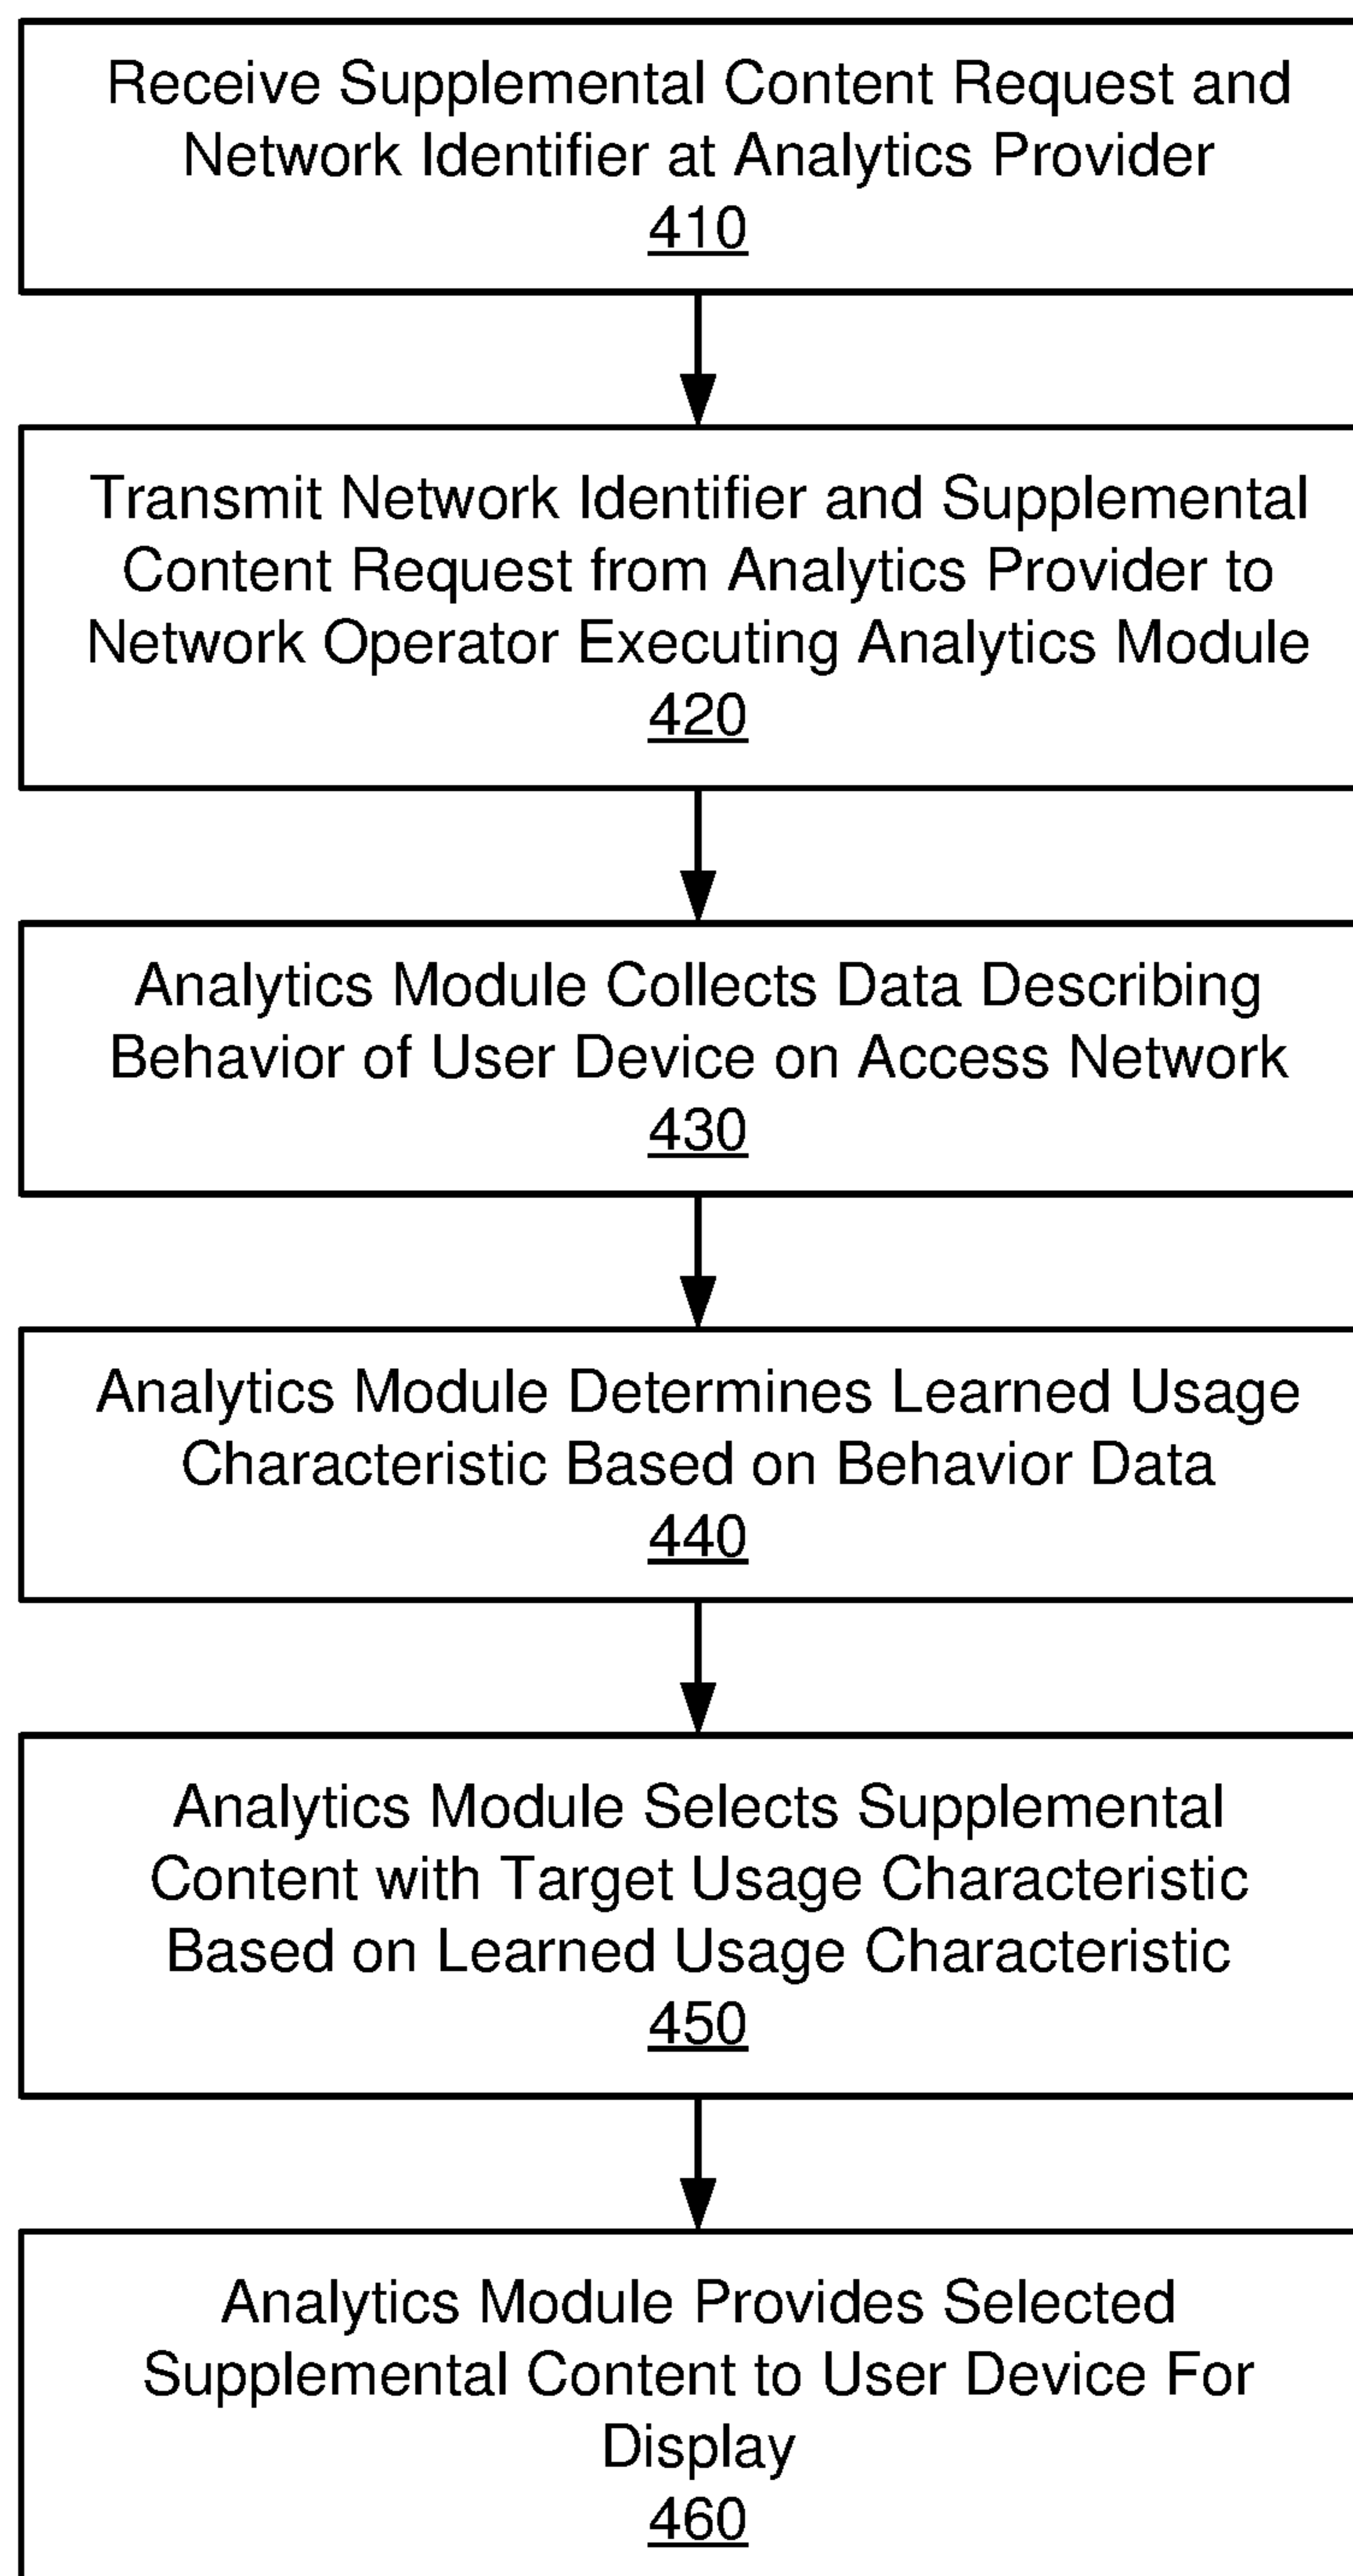 Receive Supplemental Content Request and
Network Identifier at Analytics Provider
410
Transmit Network Identifier and Supplemental
Content Request from Analytics Provider to
Network Operator Executing Analytics Module
420
Analytics Module Collects Data Describing
Behavior of User Device on Access Network
430
Analytics Module Determines Learned Usage
Characteristic Based on Behavior Data
440
Analytics Module Selects Supplemental
Content with Target Usage Characteristic
Based on Learned Usage Characteristic
450
Analytics Module Provides Selected
Supplemental Content to User Device For
Display
460